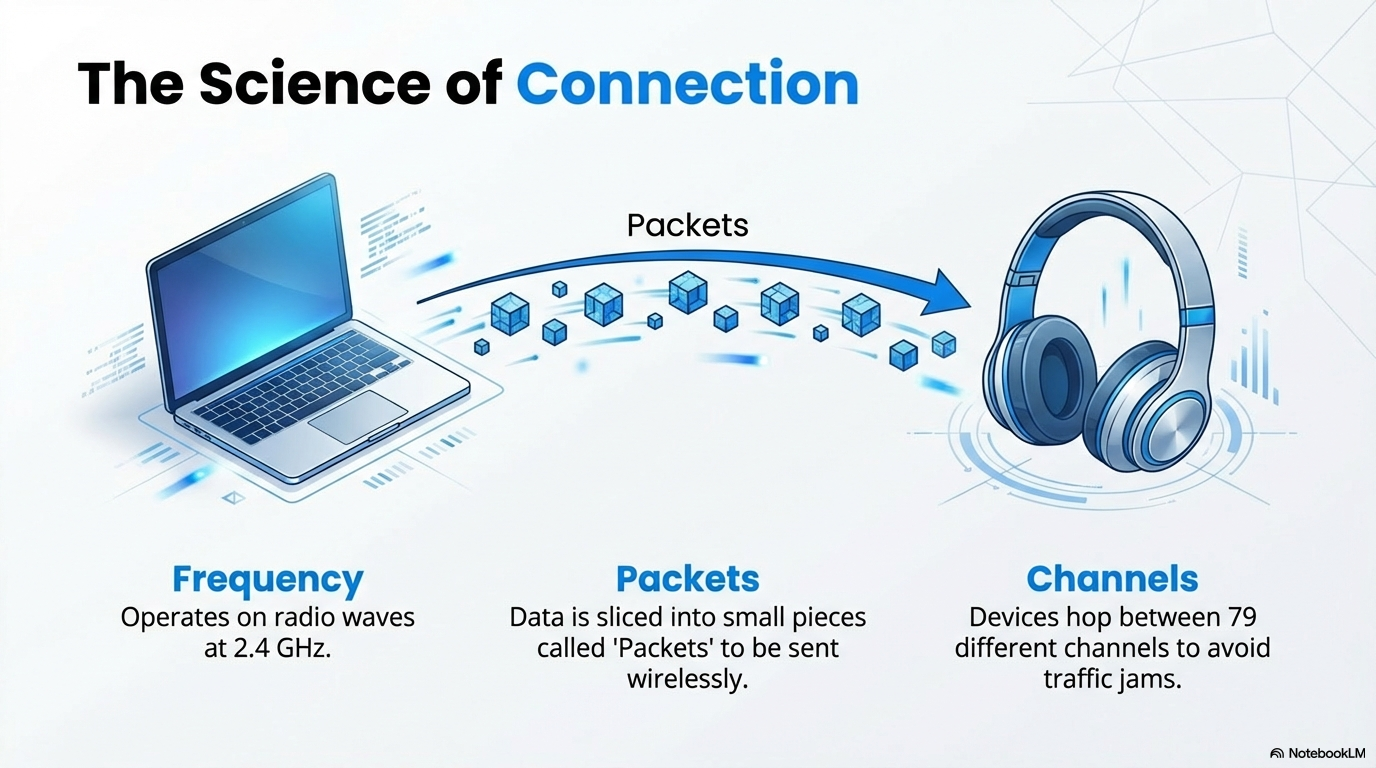 The Science of Connection
Packets
Frequency
Operates on radio waves
at 2.4 GHz.
Packets
Data is sliced into small pieces
called 'Packets' to be sent
wirelessly.
Channels
Devices hop between 79
different channels to avoid
traffic jams.
NotebookLM